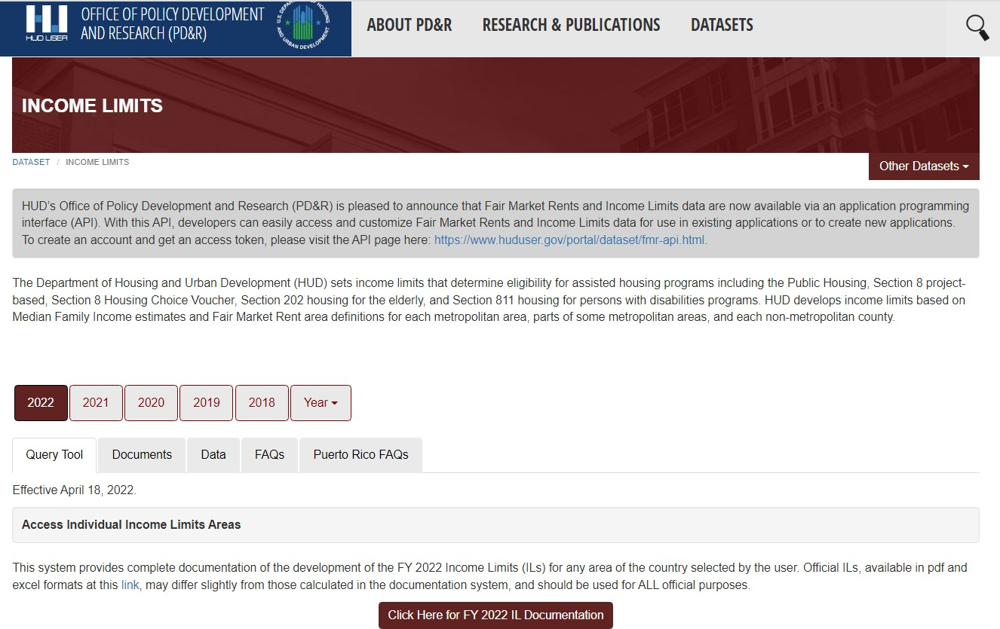 HUD USER
OFFICE OF POLICY DEVELOPMENT
AND RESEARCH (PD&R)
U.S. DEPARTMENT OF HOUSING
AND URBAN DEVELOPMENT
ABOUT PD&R
RESEARCH & PUBLICATIONS
DATASETS
INCOME LIMITS
DATASET / INCOME LIMITS
Other Datasets
HUD's Office of Policy Development and Research (PD&R) is pleased to announce that Fair Market Rents and Income Limits data are now available via an application programming
interface (API). With this API, developers can easily access and customize Fair Market Rents and Income Limits data for use in existing applications or to create new applications.
To create an account and get an access token, please visit the API page here: https://www.huduser.gov/portal/dataset/fmr-api.html.
The Department of Housing and Urban Development (HUD) sets income limits that determine eligibility for assisted housing programs including the Public Housing, Section 8 project-
based, Section 8 Housing Choice Voucher, Section 202 housing for the elderly, and Section 811 housing for persons with disabilities programs. HUD develops income limits based on
Median Family Income estimates and Fair Market Rent area definitions for each metropolitan area, parts of some metropolitan areas, and each non-metropolitan county.
2022 2021 2020 2019 2018 Year
Query Tool Documents Data FAQs Puerto Rico FAQs
Effective April 18, 2022.
Access Individual Income Limits Areas
This system provides complete documentation of the development of the FY 2022 Income Limits (ILs) for any area of the country selected by the user. Official ILs, available in pdf and
excel formats at this link, may differ slightly from those calculated in the documentation system, and should be used for ALL official purposes.
Click Here for FY 2022 IL Documentation